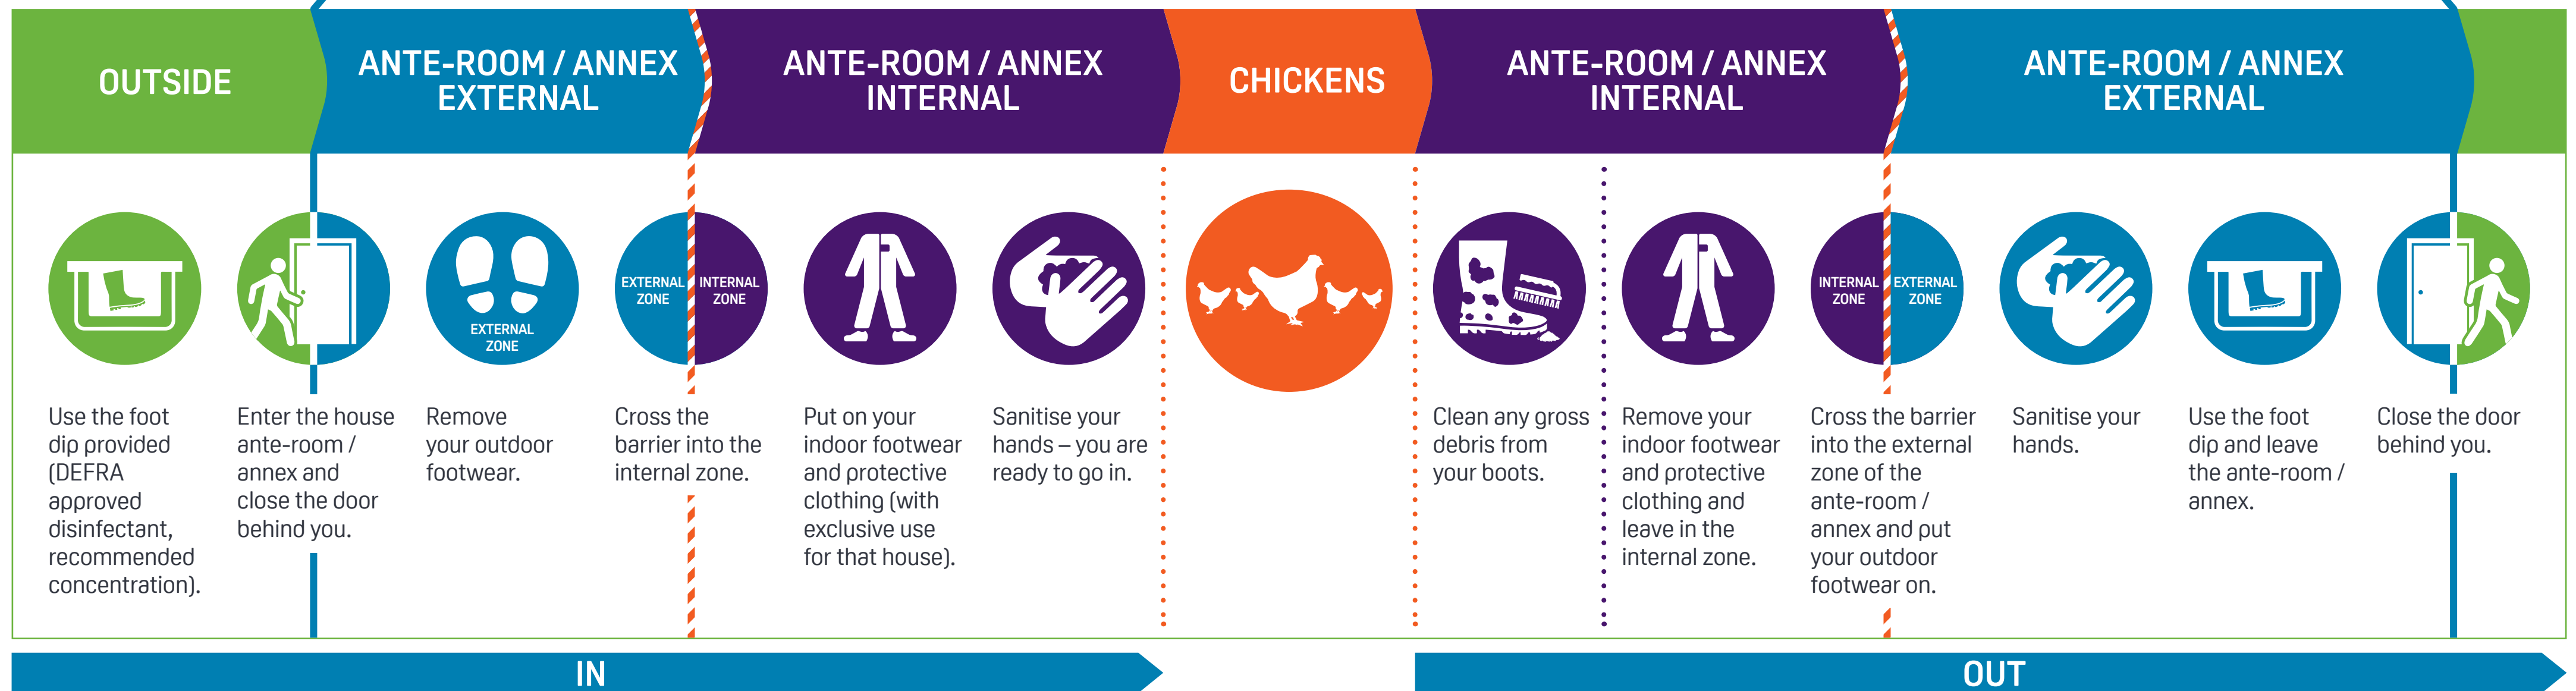 OUTSIDE
ANTE-ROOM / ANNEX
EXTERNAL
ANTE-ROOM / ANNEX
INTERNAL
CHICKENS
ANTE-ROOM / ANNEX
INTERNAL
ANTE-ROOM / ANNEX
EXTERNAL
Use the foot
dip provided
(DEFRA
approved
disinfectant,
recommended
concentration).
Enter the house
ante-room /
annex and
close the door
behind you.
EXTERNAL
ZONE
Remove
your outdoor
footwear.
EXTERNAL
ZONE
INTERNAL
ZONE
Cross the
barrier into the
internal zone.
Put on your
indoor footwear
and protective
clothing (with
exclusive use
for that house).
Sanitise your
hands – you are
ready to go in.
Clean any gross
debris from
your boots.
Remove your
indoor footwear
and protective
clothing and
leave in the
internal zone.
INTERNAL
ZONE
EXTERNAL
ZONE
Cross the barrier
into the external
zone of the
ante-room /
annex and put
your outdoor
footwear on.
Sanitise your
hands.
Use the foot
dip and leave
the ante-room /
annex.
Close the door
behind you.
IN
OUT